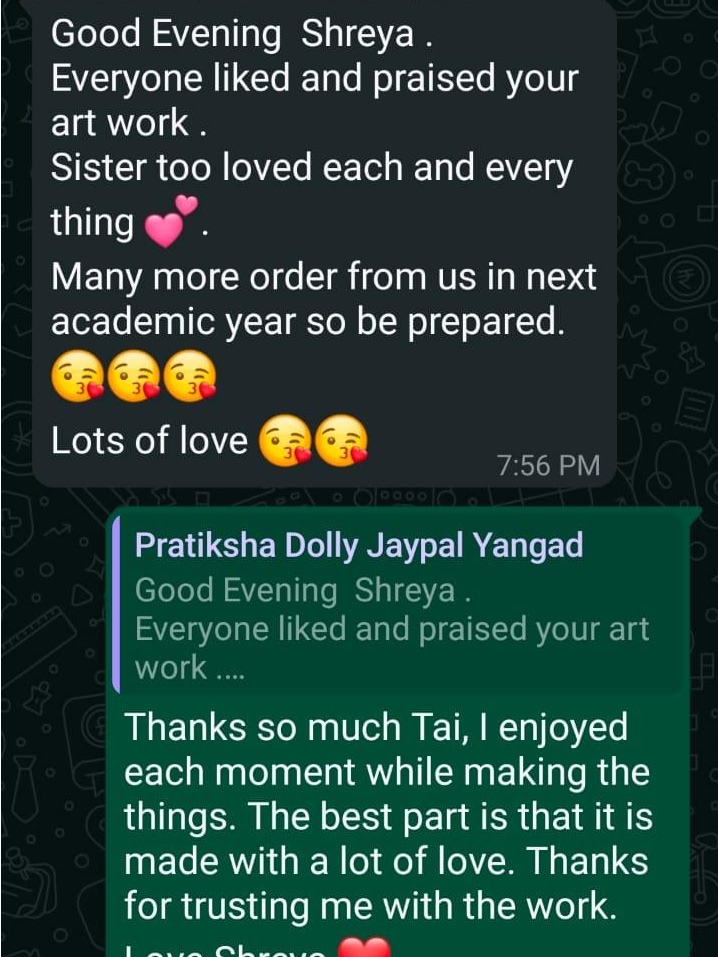 Good Evening  Shreya .
Everyone liked and praised your
art work .
Sister too loved each and every
thing 💕.
Many more order from us in next
academic year so be prepared.
😘😘😘
Lots of love 😘😘
7:56 PM
Pratiksha Dolly Jaypal Yangad
Good Evening  Shreya .
Everyone liked and praised your art
work ....
Thanks so much Tai, I enjoyed
each moment while making the
things. The best part is that it is
made with a lot of love. Thanks
for trusting me with the work.
Love Shreya ❤️